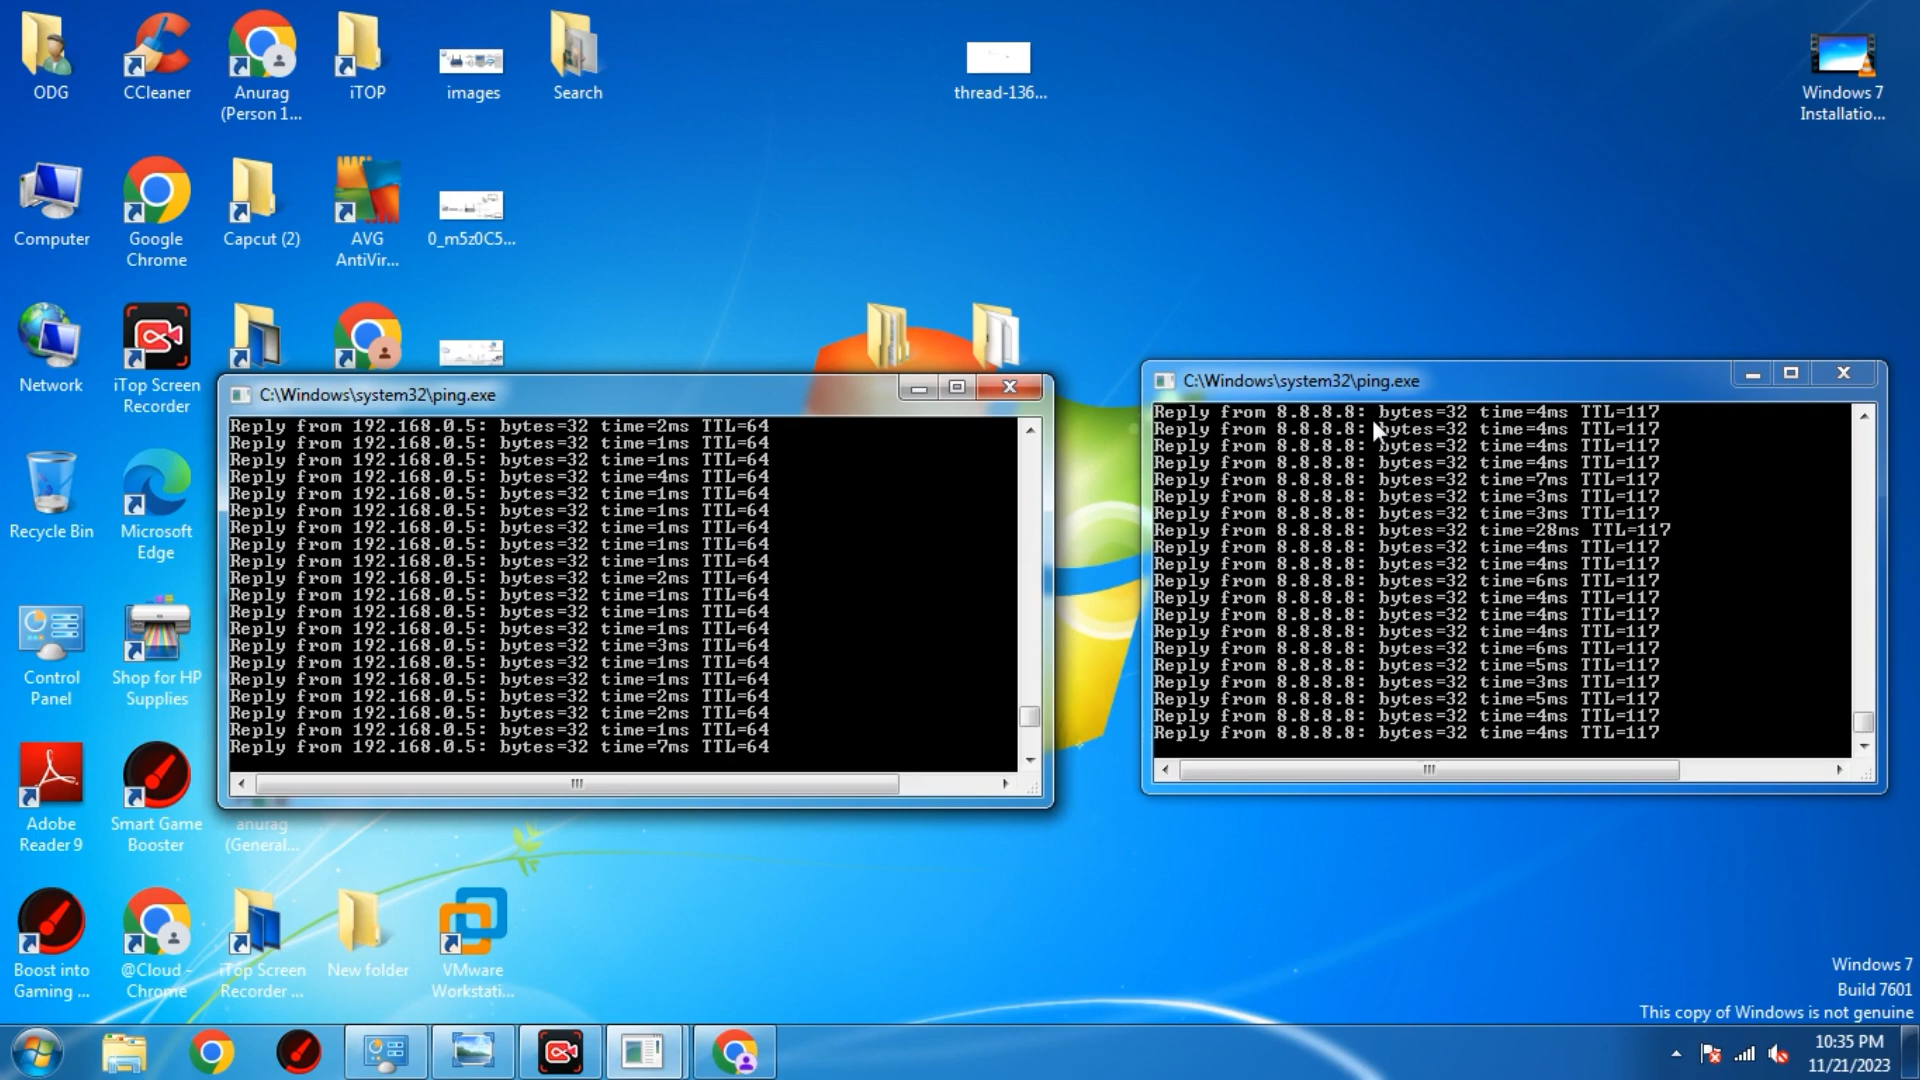 ODG
CCleaner
Anurag
(Person 1...
iTOP
images
Search
thread-136...
Windows 7
Installatio...
Computer
Google
Chrome
Capcut (2)
AVG
AntiVir...
0_m5z0C5...
Network
iTop Screen
Recorder
C:\Windows\system32\ping.exe
Reply from 192.168.0.5: bytes=32 time=2ms TTL=64
Reply from 192.168.0.5: bytes=32 time=1ms TTL=64
Reply from 192.168.0.5: bytes=32 time=1ms TTL=64
Reply from 192.168.0.5: bytes=32 time=4ms TTL=64
Reply from 192.168.0.5: bytes=32 time=1ms TTL=64
Reply from 192.168.0.5: bytes=32 time=1ms TTL=64
Reply from 192.168.0.5: bytes=32 time=1ms TTL=64
Reply from 192.168.0.5: bytes=32 time=1ms TTL=64
Reply from 192.168.0.5: bytes=32 time=1ms TTL=64
Reply from 192.168.0.5: bytes=32 time=2ms TTL=64
Reply from 192.168.0.5: bytes=32 time=1ms TTL=64
Reply from 192.168.0.5: bytes=32 time=1ms TTL=64
Reply from 192.168.0.5: bytes=32 time=1ms TTL=64
Reply from 192.168.0.5: bytes=32 time=3ms TTL=64
Reply from 192.168.0.5: bytes=32 time=1ms TTL=64
Reply from 192.168.0.5: bytes=32 time=1ms TTL=64
Reply from 192.168.0.5: bytes=32 time=2ms TTL=64
Reply from 192.168.0.5: bytes=32 time=2ms TTL=64
Reply from 192.168.0.5: bytes=32 time=1ms TTL=64
Reply from 192.168.0.5: bytes=32 time=7ms TTL=64
C:\Windows\system32\ping.exe
Reply from 8.8.8.8: bytes=32 time=4ms TTL=117
Reply from 8.8.8.8: bytes=32 time=4ms TTL=117
Reply from 8.8.8.8: bytes=32 time=4ms TTL=117
Reply from 8.8.8.8: bytes=32 time=4ms TTL=117
Reply from 8.8.8.8: bytes=32 time=7ms TTL=117
Reply from 8.8.8.8: bytes=32 time=3ms TTL=117
Reply from 8.8.8.8: bytes=32 time=3ms TTL=117
Reply from 8.8.8.8: bytes=32 time=28ms TTL=117
Reply from 8.8.8.8: bytes=32 time=4ms TTL=117
Reply from 8.8.8.8: bytes=32 time=4ms TTL=117
Reply from 8.8.8.8: bytes=32 time=6ms TTL=117
Reply from 8.8.8.8: bytes=32 time=4ms TTL=117
Reply from 8.8.8.8: bytes=32 time=4ms TTL=117
Reply from 8.8.8.8: bytes=32 time=4ms TTL=117
Reply from 8.8.8.8: bytes=32 time=6ms TTL=117
Reply from 8.8.8.8: bytes=32 time=5ms TTL=117
Reply from 8.8.8.8: bytes=32 time=3ms TTL=117
Reply from 8.8.8.8: bytes=32 time=5ms TTL=117
Reply from 8.8.8.8: bytes=32 time=4ms TTL=117
Reply from 8.8.8.8: bytes=32 time=4ms TTL=117
Recycle Bin
Microsoft
Edge
Control
Panel
Shop for HP
Supplies
Adobe
Reader 9
Smart Game
Booster
anurag
(General...
Boost into
Gaming ...
@Cloud -
Chrome
iTop Screen
Recorder ...
New folder
VMware
Workstati...
Windows 7
Build 7601
This copy of Windows is not genuine
10:35 PM
11/21/2023